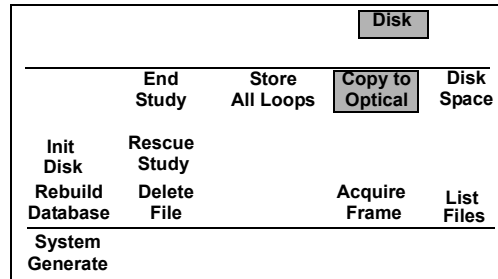 Disk
End Store Copy to Disk
Study All Loops Optical Space
Init Rescue
Disk Study
Rebuild Delete Acquire List
Database File Frame Files
System
Generate